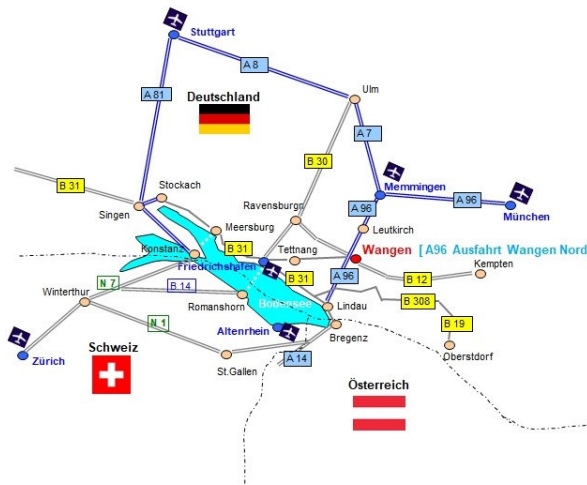 Stuttgart
A 8
Deutschland
A 81
Ulm
B 30
A 7
B 31
Stockach
Memmingen
A 96
München
Singen
Ravensburgr
A 96
Meersburg
Leutkirch
Konstanz
B 31
Tettnang
Wangen [ A96 Ausfahrt Wangen Nord
Friedrichshafen
Kempten
N 7
B 14
B 31
A 96
B 12
Winterthur
Romanshorn
Bodensee
Lindau
B 308
N 1
Altenrhein
Bregenz
B 19
Zürich
Schweiz
St.Gallen
A 14
Oberstdorf
Österreich